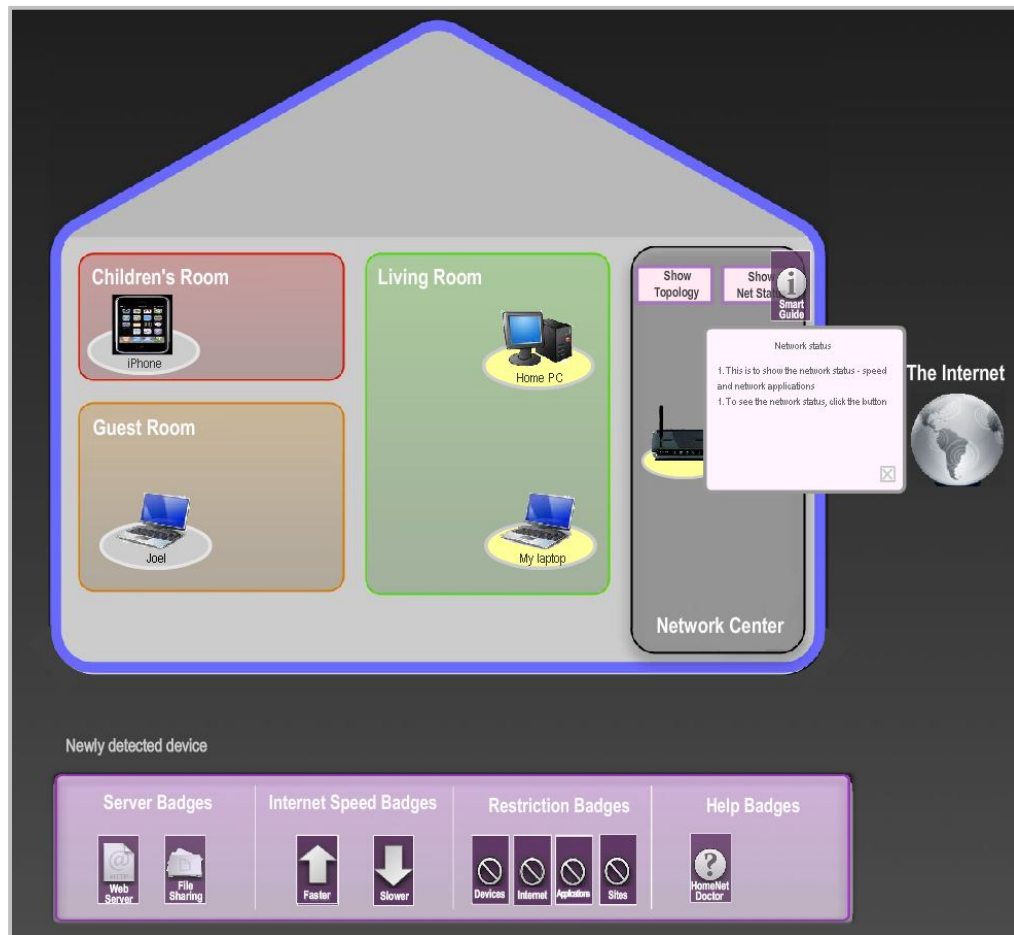 Children's Room
Living Room
Show
Topology
Show
Net Stat
Smart
Guide
iPhone
Home PC
Network status
1. This is to show the network status - speed
and network applications
1. To see the network status, click the button
The Internet
Guest Room
Joel
My laptop
Network Center
Newly detected device
Server Badges
Internet Speed Badges
Restriction Badges
Help Badges
@
HTTP
Web
Server
File
Sharing
Faster
Slower
Devices
Internet
Applications
Sites
?
HomeNet
Doctor